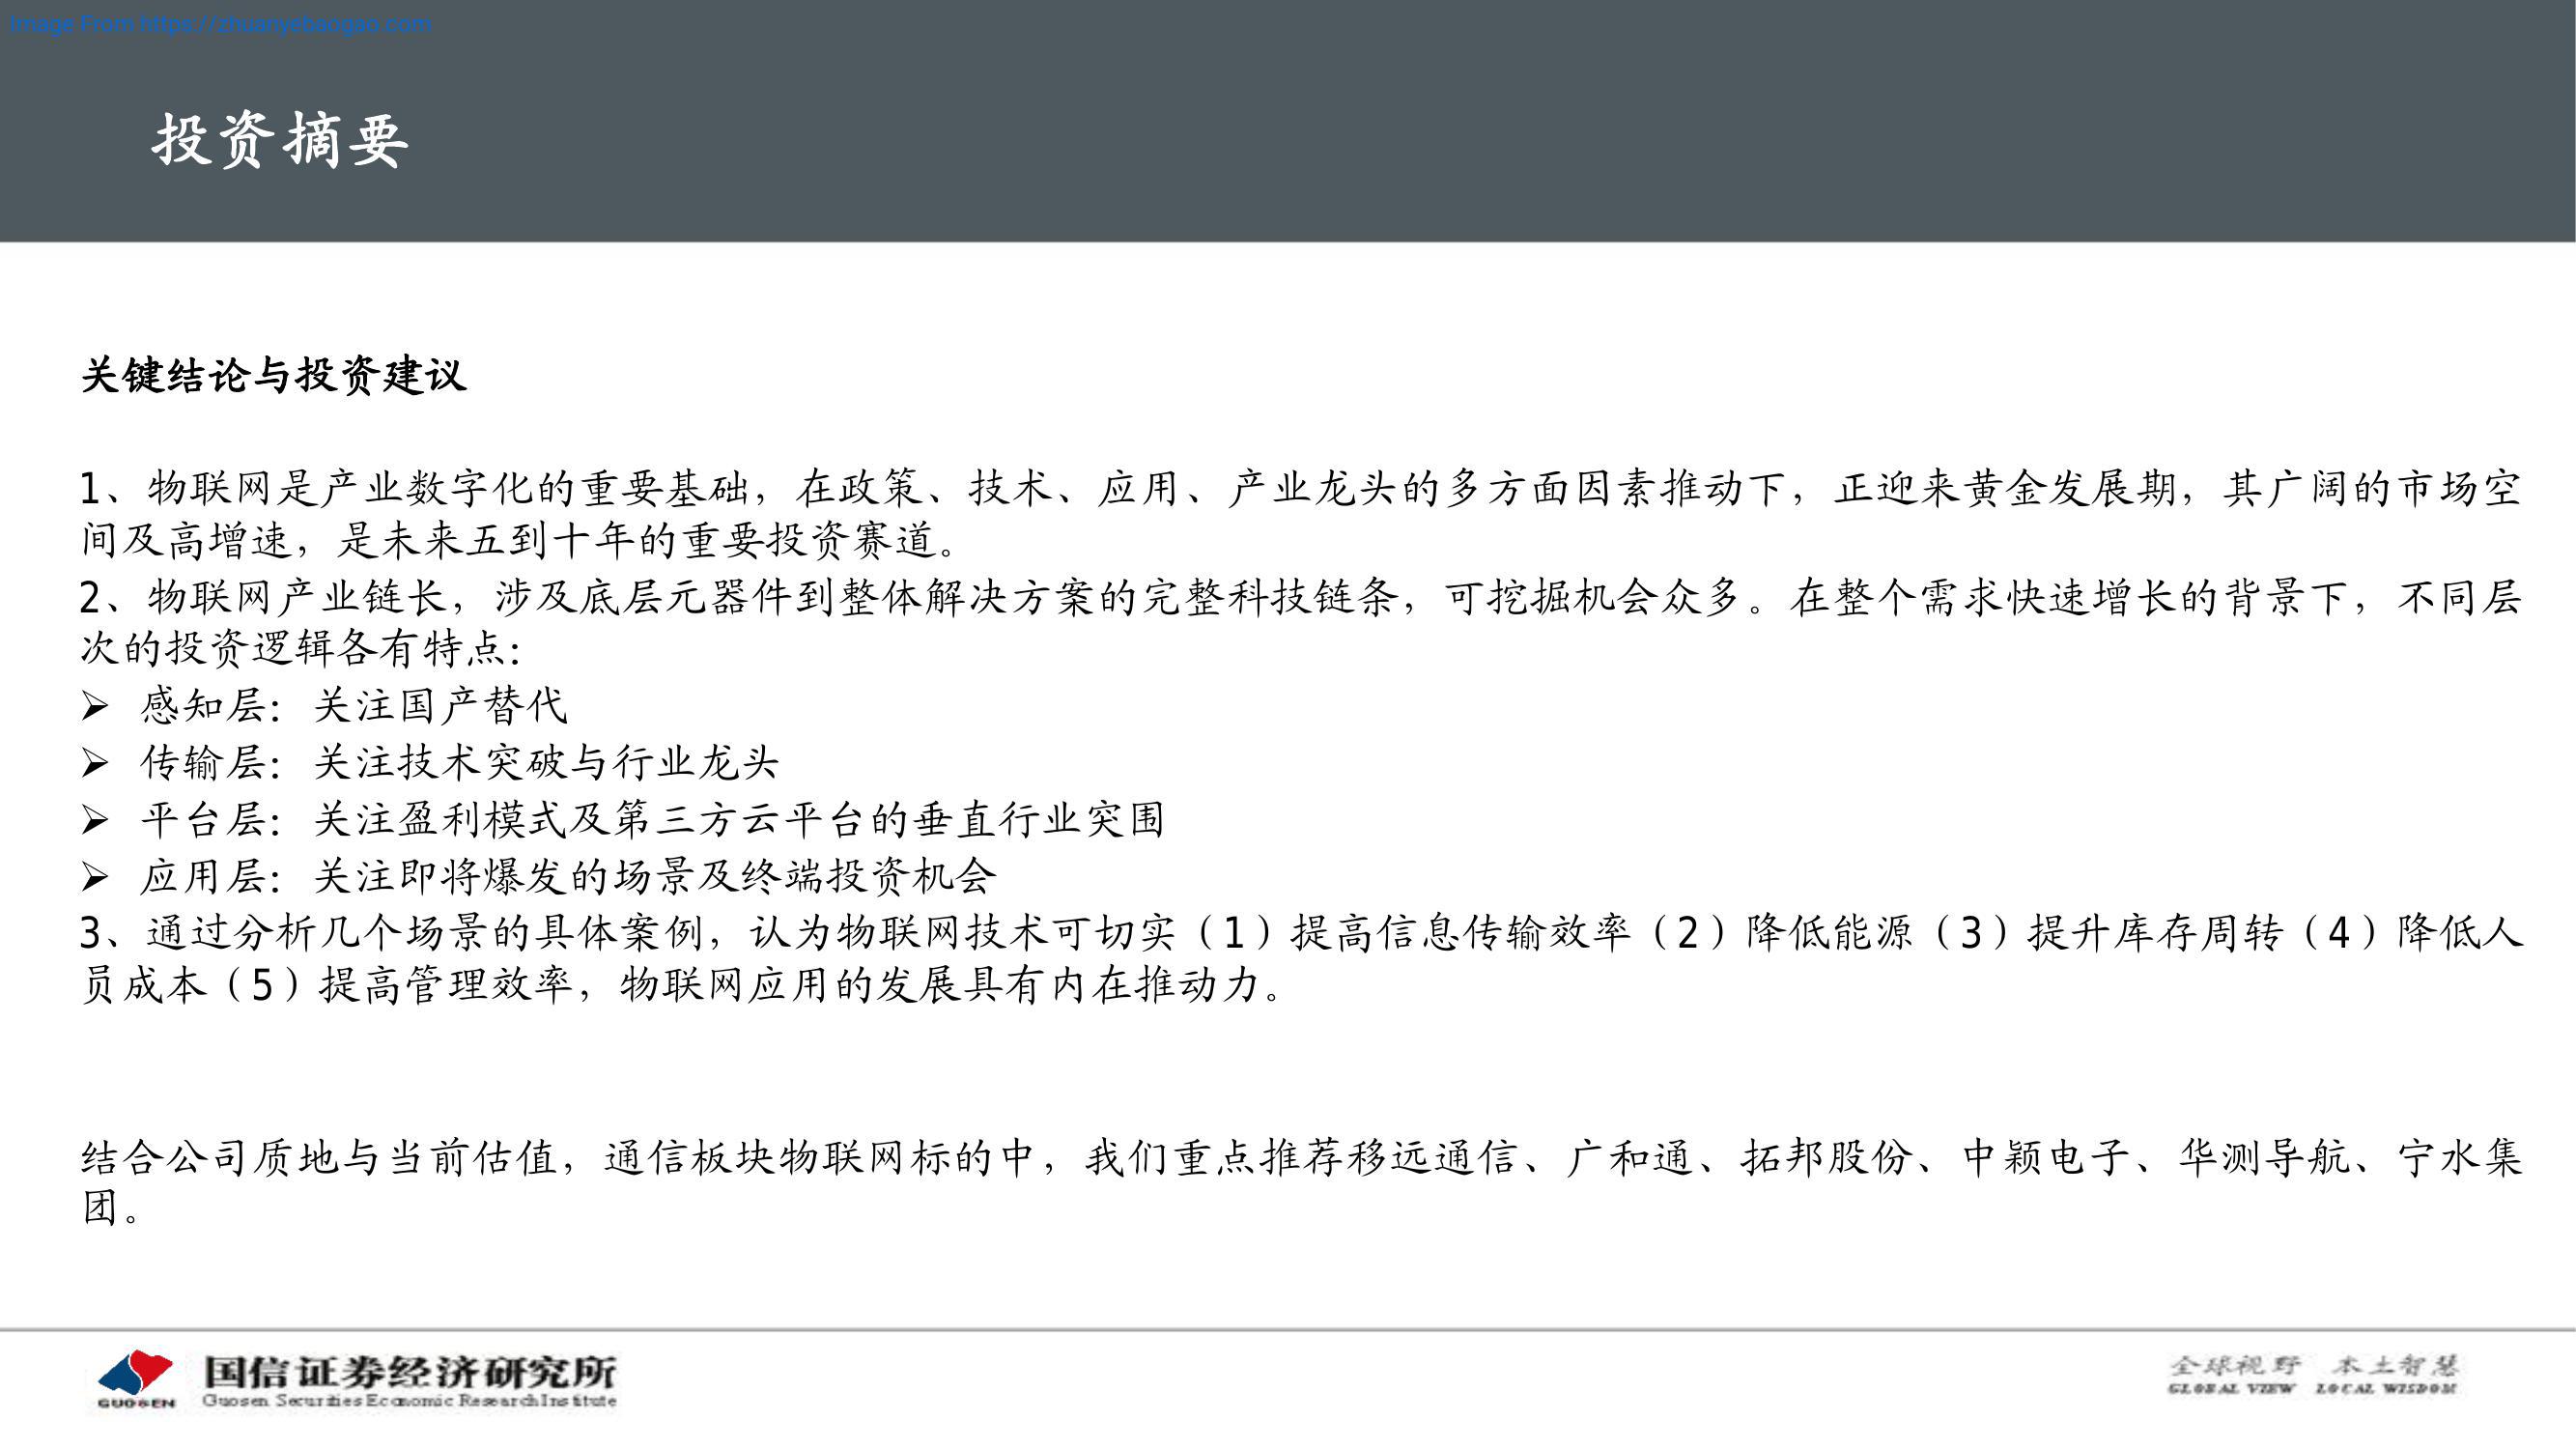 Image From https://zhuanyebaogao.com
投资摘要
关键结论与投资建议
1、物联网是产业数字化的重要基础，在政策、技术、应用、产业龙头的多方面因素推动下，正迎来黄金发展期，其广阔的市场空
间及高增速，是未来五到十年的重要投资赛道。
2、物联网产业链长，涉及底层元器件到整体解决方案的完整科技链条，可挖掘机会众多。在整个需求快速增长的背景下，不同层
次的投资逻辑各有特点：
➢ 感知层：关注国产替代
➢ 传输层：关注技术突破与行业龙头
➢ 平台层：关注盈利模式及第三方云平台的垂直行业突围
➢ 应用层：关注即将爆发的场景及终端投资机会
3、通过分析几个场景的具体案例，认为物联网技术可切实（1）提高信息传输效率（2）降低能源（3）提升库存周转（4）降低人
员成本（5）提高管理效率，物联网应用的发展具有内在推动力。
结合公司质地与当前估值，通信板块物联网标的中，我们重点推荐移远通信、广和通、拓邦股份、中颖电子、华测导航、宁水集
团。
国信证券经济研究所
GUOSEN
Guosen Securities Economic Research Institute
全球视野 本土智慧
GLOBAL VIEW LOCAL WISDOM